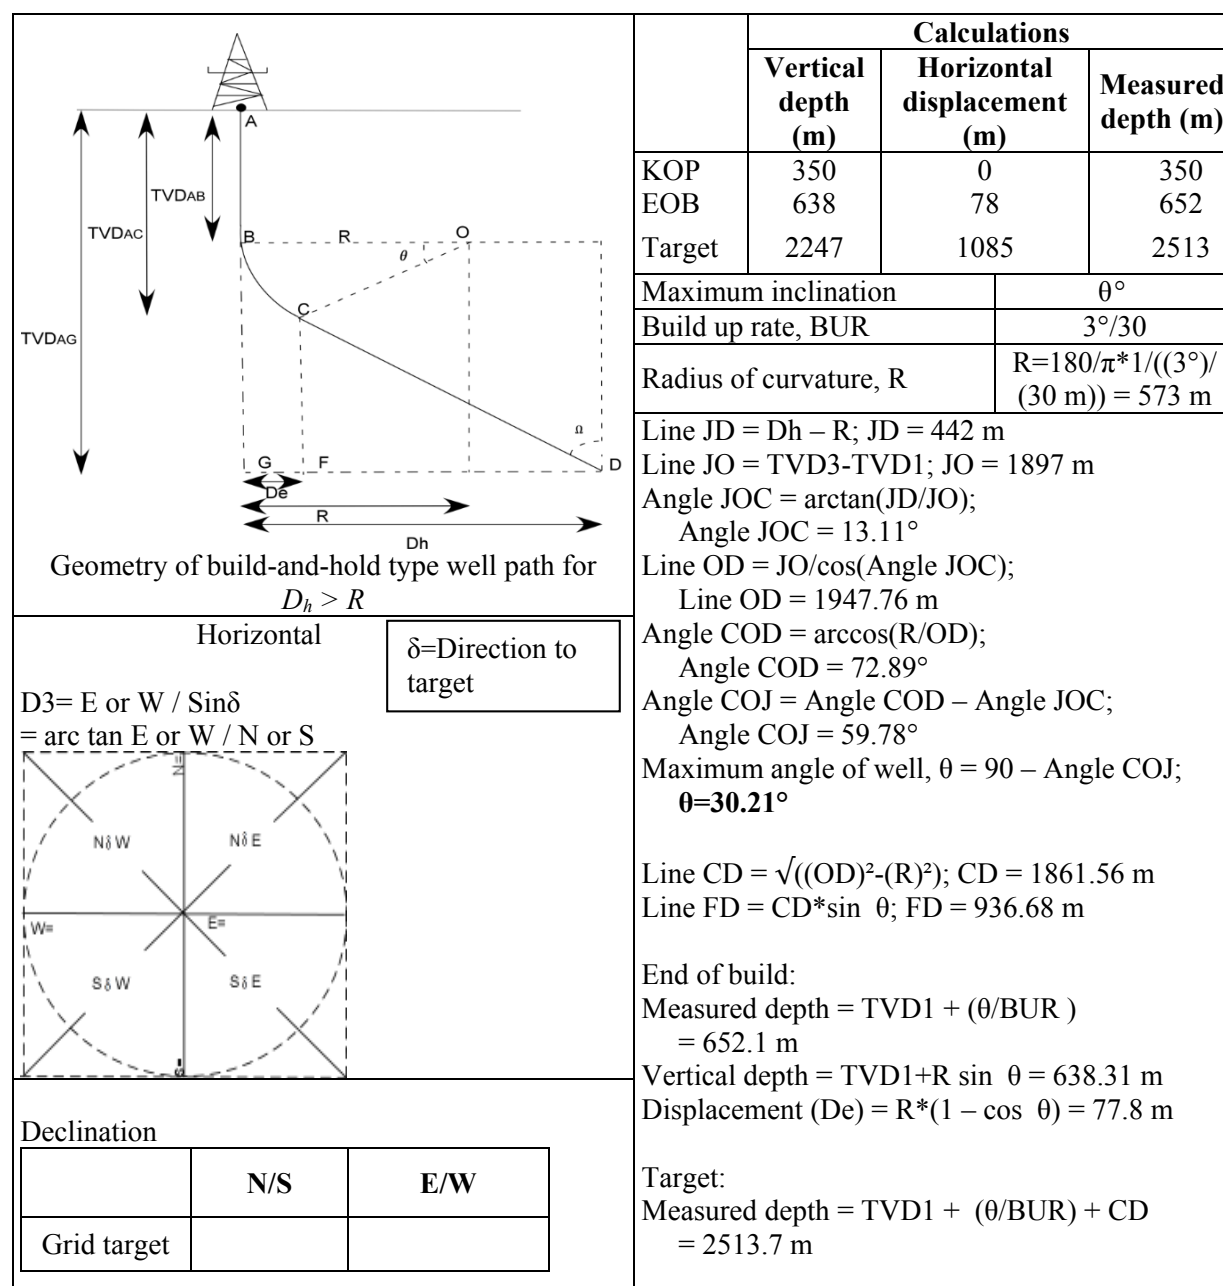 A
TVDAB
TVDAC
B
R
O
θ
C
TVDAG
Ω
G
F
D
De
R
Dh
Geometry of build-and-hold type well path for
Dh > R
Horizontal
δ=Direction to
target
D3= E or W / Sinδ
= arc tan E or W / N or S
N=
NδW
NδE
W=
E=
SδW
SδE
S=
Declination
N/S E/W
Grid target
Calculations
Vertical depth (m) Horizontal displacement (m) Measured depth (m)
KOP 350 0 350
EOB 638 78 652
Target 2247 1085 2513
Maximum inclination θ°
Build up rate, BUR 3°/30
Radius of curvature, R R=180/π*1/((3°)/
(30 m)) = 573 m
Line JD = Dh – R; JD = 442 m
Line JO = TVD3-TVD1; JO = 1897 m
Angle JOC = arctan(JD/JO);
Angle JOC = 13.11°
Line OD = JO/cos(Angle JOC);
Line OD = 1947.76 m
Angle COD = arccos(R/OD);
Angle COD = 72.89°
Angle COJ = Angle COD – Angle JOC;
Angle COJ = 59.78°
Maximum angle of well, θ = 90 – Angle COJ;
θ=30.21°
Line CD = √((OD)²-(R)²); CD = 1861.56 m
Line FD = CD*sin θ; FD = 936.68 m
End of build:
Measured depth = TVD1 + (θ/BUR )
= 652.1 m
Vertical depth = TVD1+R sin θ = 638.31 m
Displacement (De) = R*(1 – cos θ) = 77.8 m
Target:
Measured depth = TVD1 + (θ/BUR) + CD
= 2513.7 m